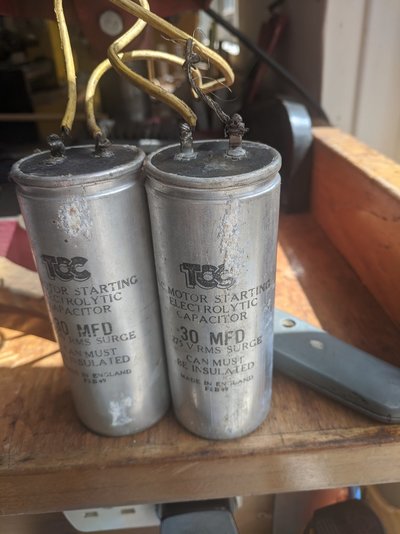 TCC
MOTOR STARTING
ELECTROLYTIC
CAPACITOR
30 MFD
V RMS SURGE
CAN MUST
BE INSULATED
MADE IN ENGLAND
TCC
MOTOR STARTING
ELECTROLYTIC
CAPACITOR
30 MFD
275 V RMS SURGE
CAN MUST
BE INSULATED
MADE IN ENGLAND